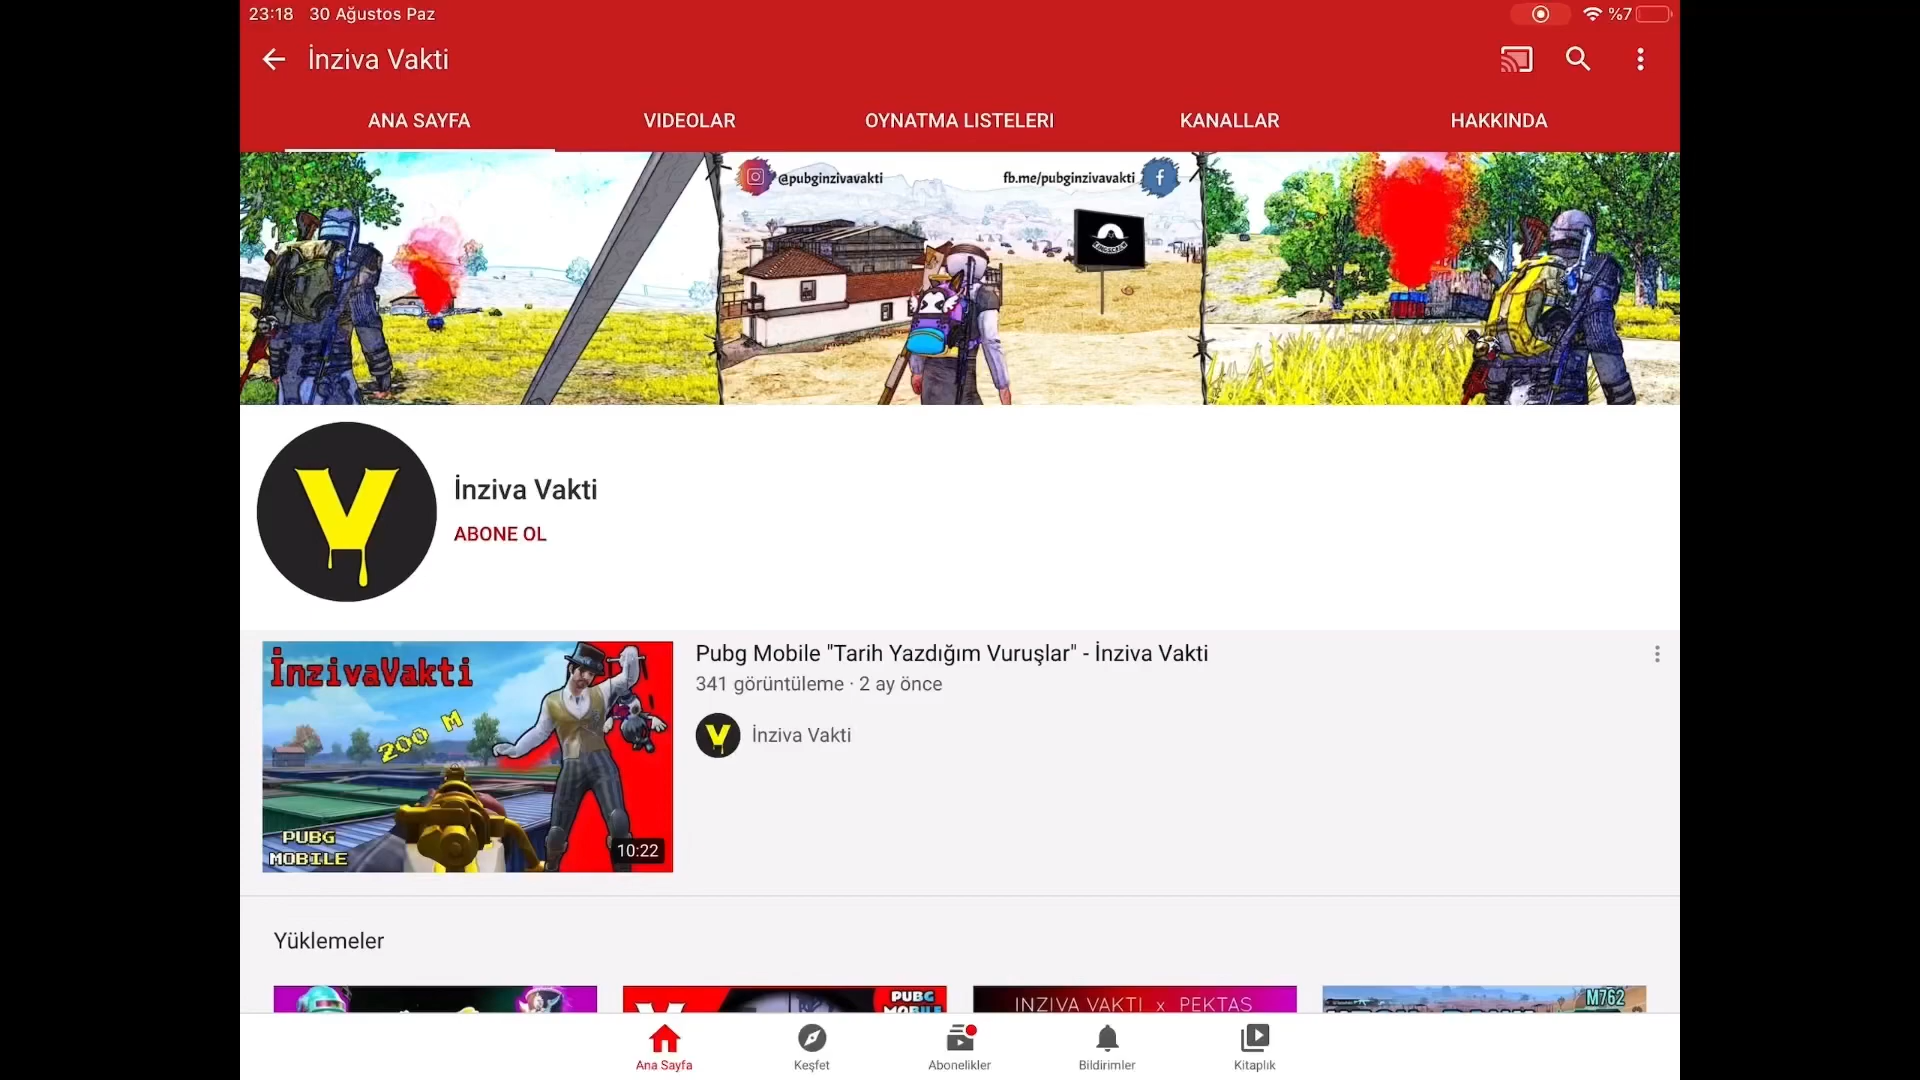 23:18 30 Ağustos Paz
%7
İnziva Vakti
ANA SAYFA
VIDEOLAR
OYNATMA LISTELERI
KANALLAR
HAKKINDA
@pubginzivavakti
fb.me/pubginzivavakti
V
İnziva Vakti
ABONE OL
İnzivaVakti
200 M
PUBG
MOBILE
10:22
Pubg Mobile "Tarih Yazdığım Vuruşlar" - İnziva Vakti
341 görüntüleme · 2 ay önce
V
İnziva Vakti
Yüklemeler
PUBG
MOBILE
INZIVA VAKTI x PEKTAS
M762
Ana Sayfa
Keşfet
Abonelikler
Bildirimler
Kitaplık